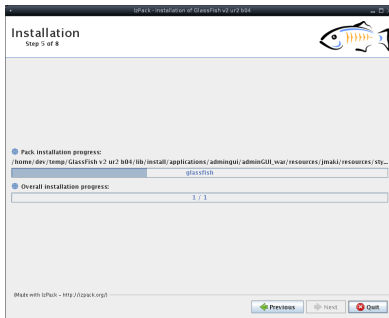 IzPack - Installation of GlassFish v2 ur2 b04
Installation
Step 5 of 8
Pack installation progress:
/home/dev/temp/GlassFish v2 ur2 b04/lib/install/applications/admingui/adminGUI_war/resources/jmaki/resources/sty...
glassfish
Overall installation progress:
1 / 1
(Made with IzPack - http://izpack.org/)
Previous
Next
Quit